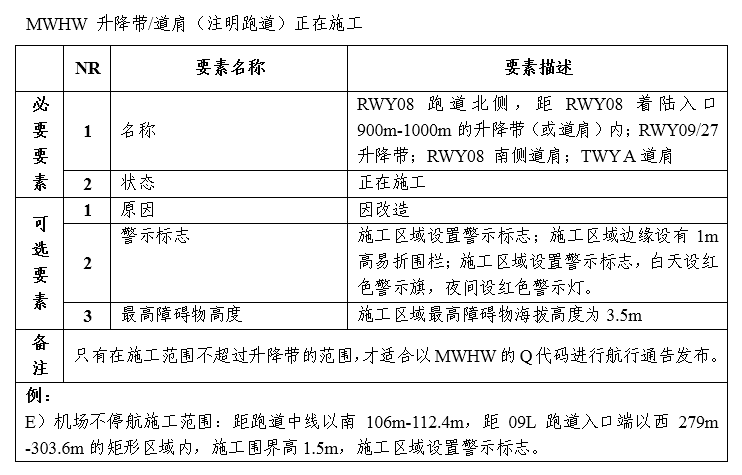 MWHW 升降带/道肩（注明跑道）正在施工
NR 要素名称 要素描述
必要要素
1 名称
RWY08 跑道北侧，距 RWY08 着陆入口
900m-1000m的升降带（或道肩）内；RWY09/27
升降带；RWY08 南侧道肩；TWY A 道肩
2 状态 正在施工
可选要素
1 原因 因改造
2 警示标志
施工区域设置警示标志；施工区域边缘设有 1m
高易折围栏；施工区域设置警示标志，白天设红
色警示旗，夜间设红色警示灯。
3 最高障碍物高度 施工区域最高障碍物海拔高度为 3.5m
备注
只有在施工范围不超过升降带的范围，才适合以MWHW的Q代码进行航行通告发布。
例：
E）机场不停航施工范围：距跑道中线以南 106m-112.4m，距 09L 跑道入口端以西 279m
-303.6m的矩形区域内，施工围界高1.5m，施工区域设置警示标志。